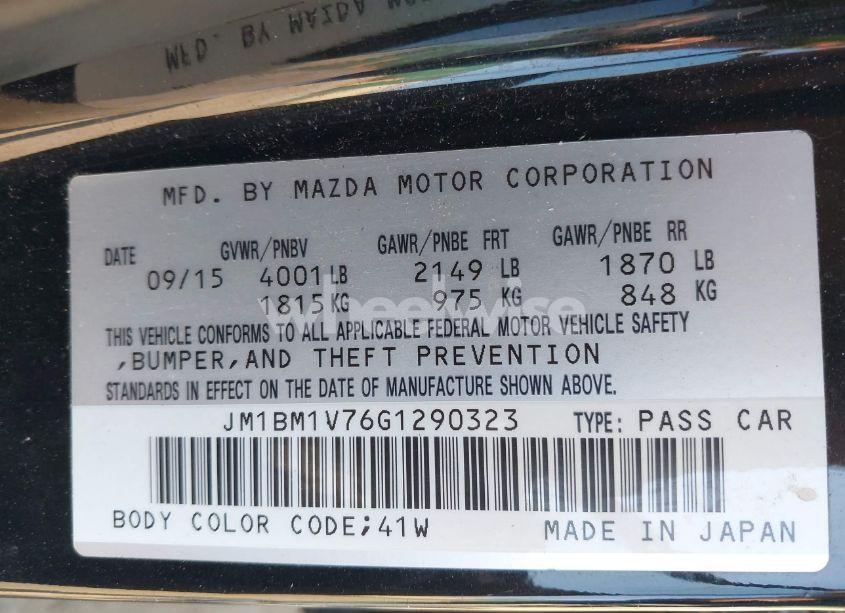 MFD. BY MAZDA MOTOR CORPORATION
DATE GVWR/PNBV GAWR/PNBE FRT GAWR/PNBE RR
09/15 4001 LB 2149 LB 1870 LB
1815 KG 975 KG 848 KG
wheelwise
THIS VEHICLE CONFORMS TO ALL APPLICABLE FEDERAL MOTOR VEHICLE SAFETY
,BUMPER,AND THEFT PREVENTION
STANDARDS IN EFFECT ON THE DATE OF MANUFACTURE SHOWN ABOVE.
JM1BM1V76G1290323 TYPE: PASS CAR
BODY COLOR CODE;41W MADE IN JAPAN